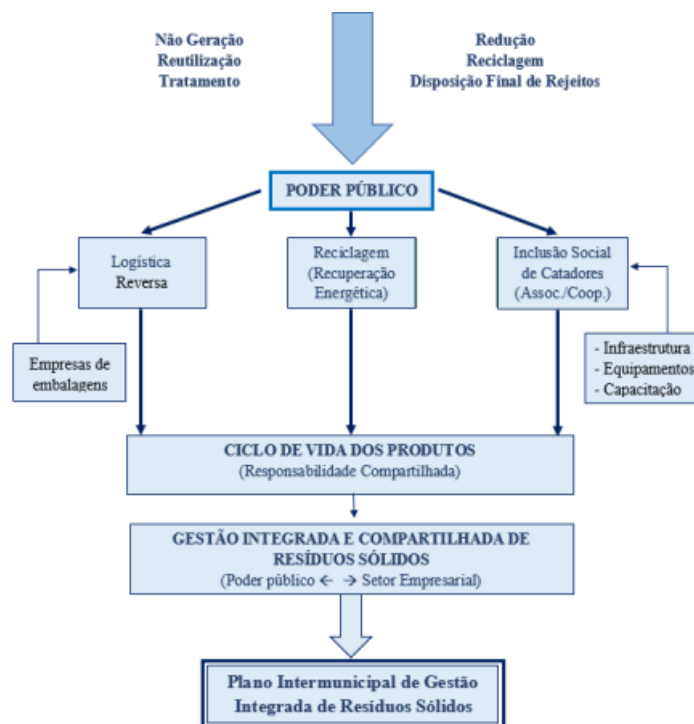 Não Geração
Reutilização
Tratamento
Redução
Reciclagem
Disposição Final de Rejeitos
PODER PÚBLICO
Logística
Reversa
Reciclagem
(Recuperação
Energética)
Inclusão Social
de Catadores
(Assoc./Coop.)
Empresas de
embalagens
- Infraestrutura
- Equipamentos
- Capacitação
CICLO DE VIDA DOS PRODUTOS
(Responsabilidade Compartilhada)
GESTÃO INTEGRADA E COMPARTILHADA DE
RESÍDUOS SÓLIDOS
(Poder público ← → Setor Empresarial)
Plano Intermunicipal de Gestão
Integrada de Resíduos Sólidos